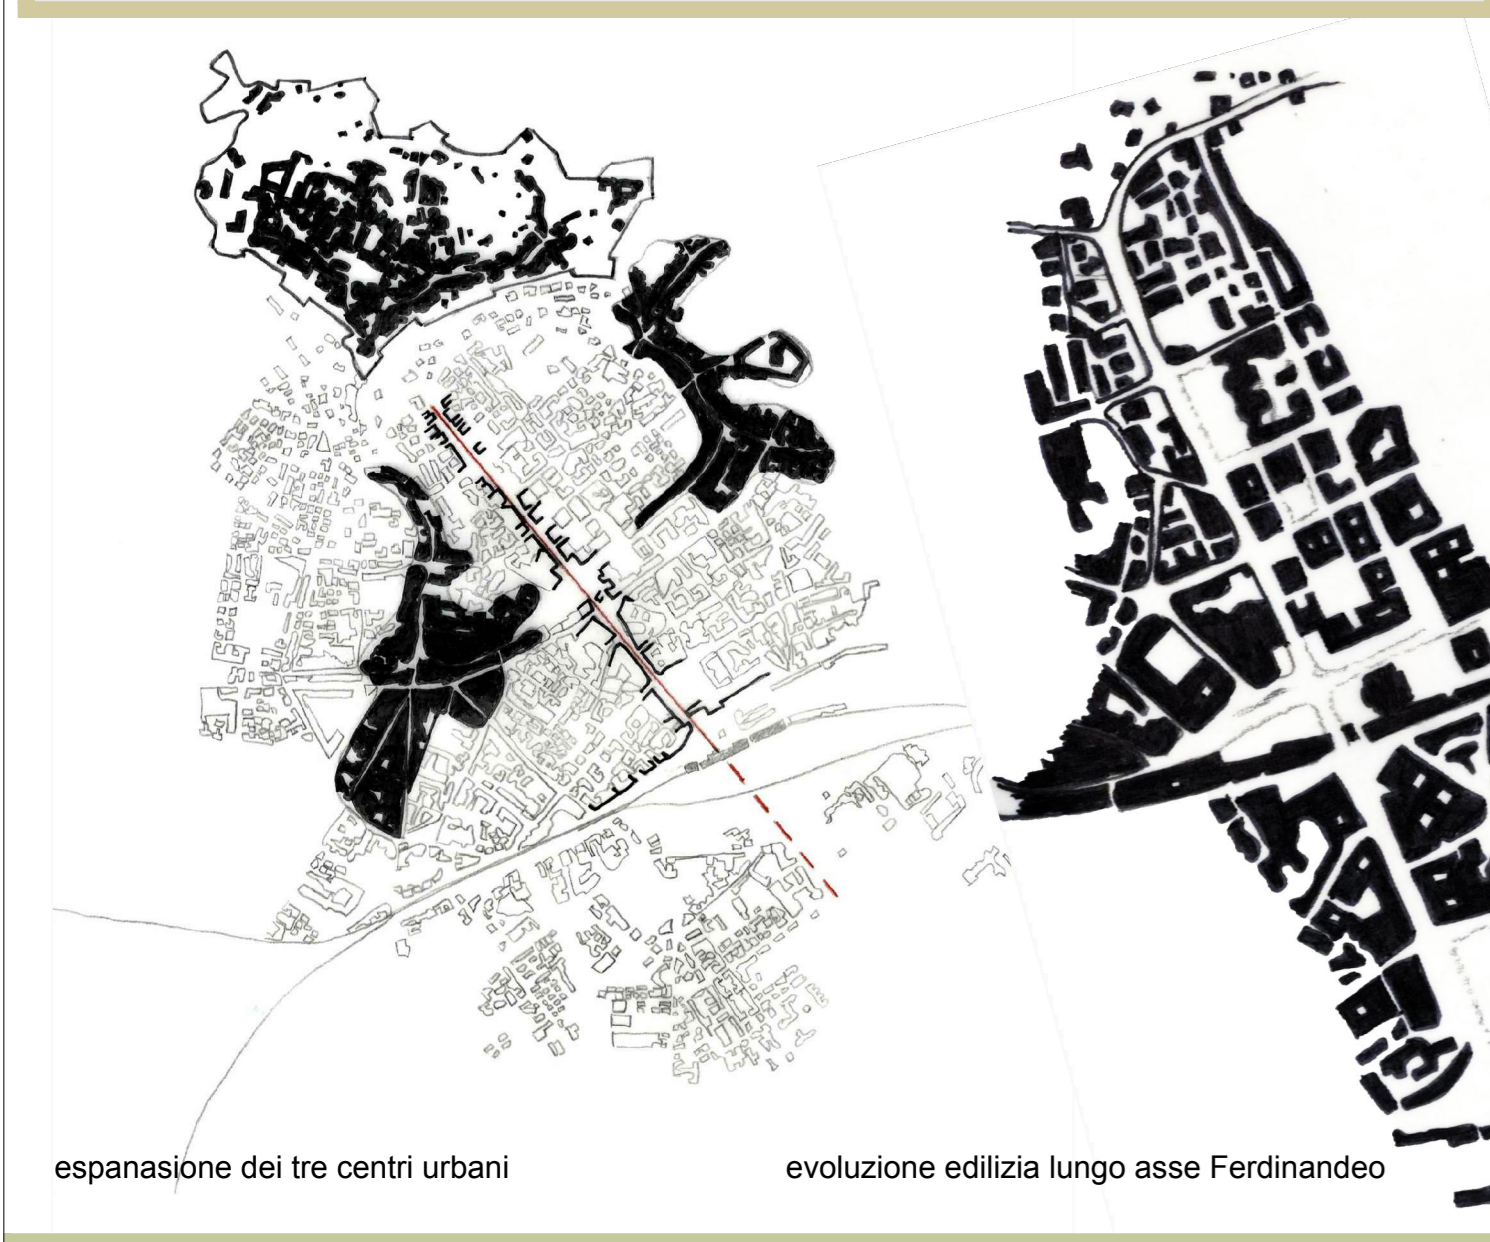 espanasione dei tre centri urbani
evoluzione edilizia lungo asse Ferdinandeo